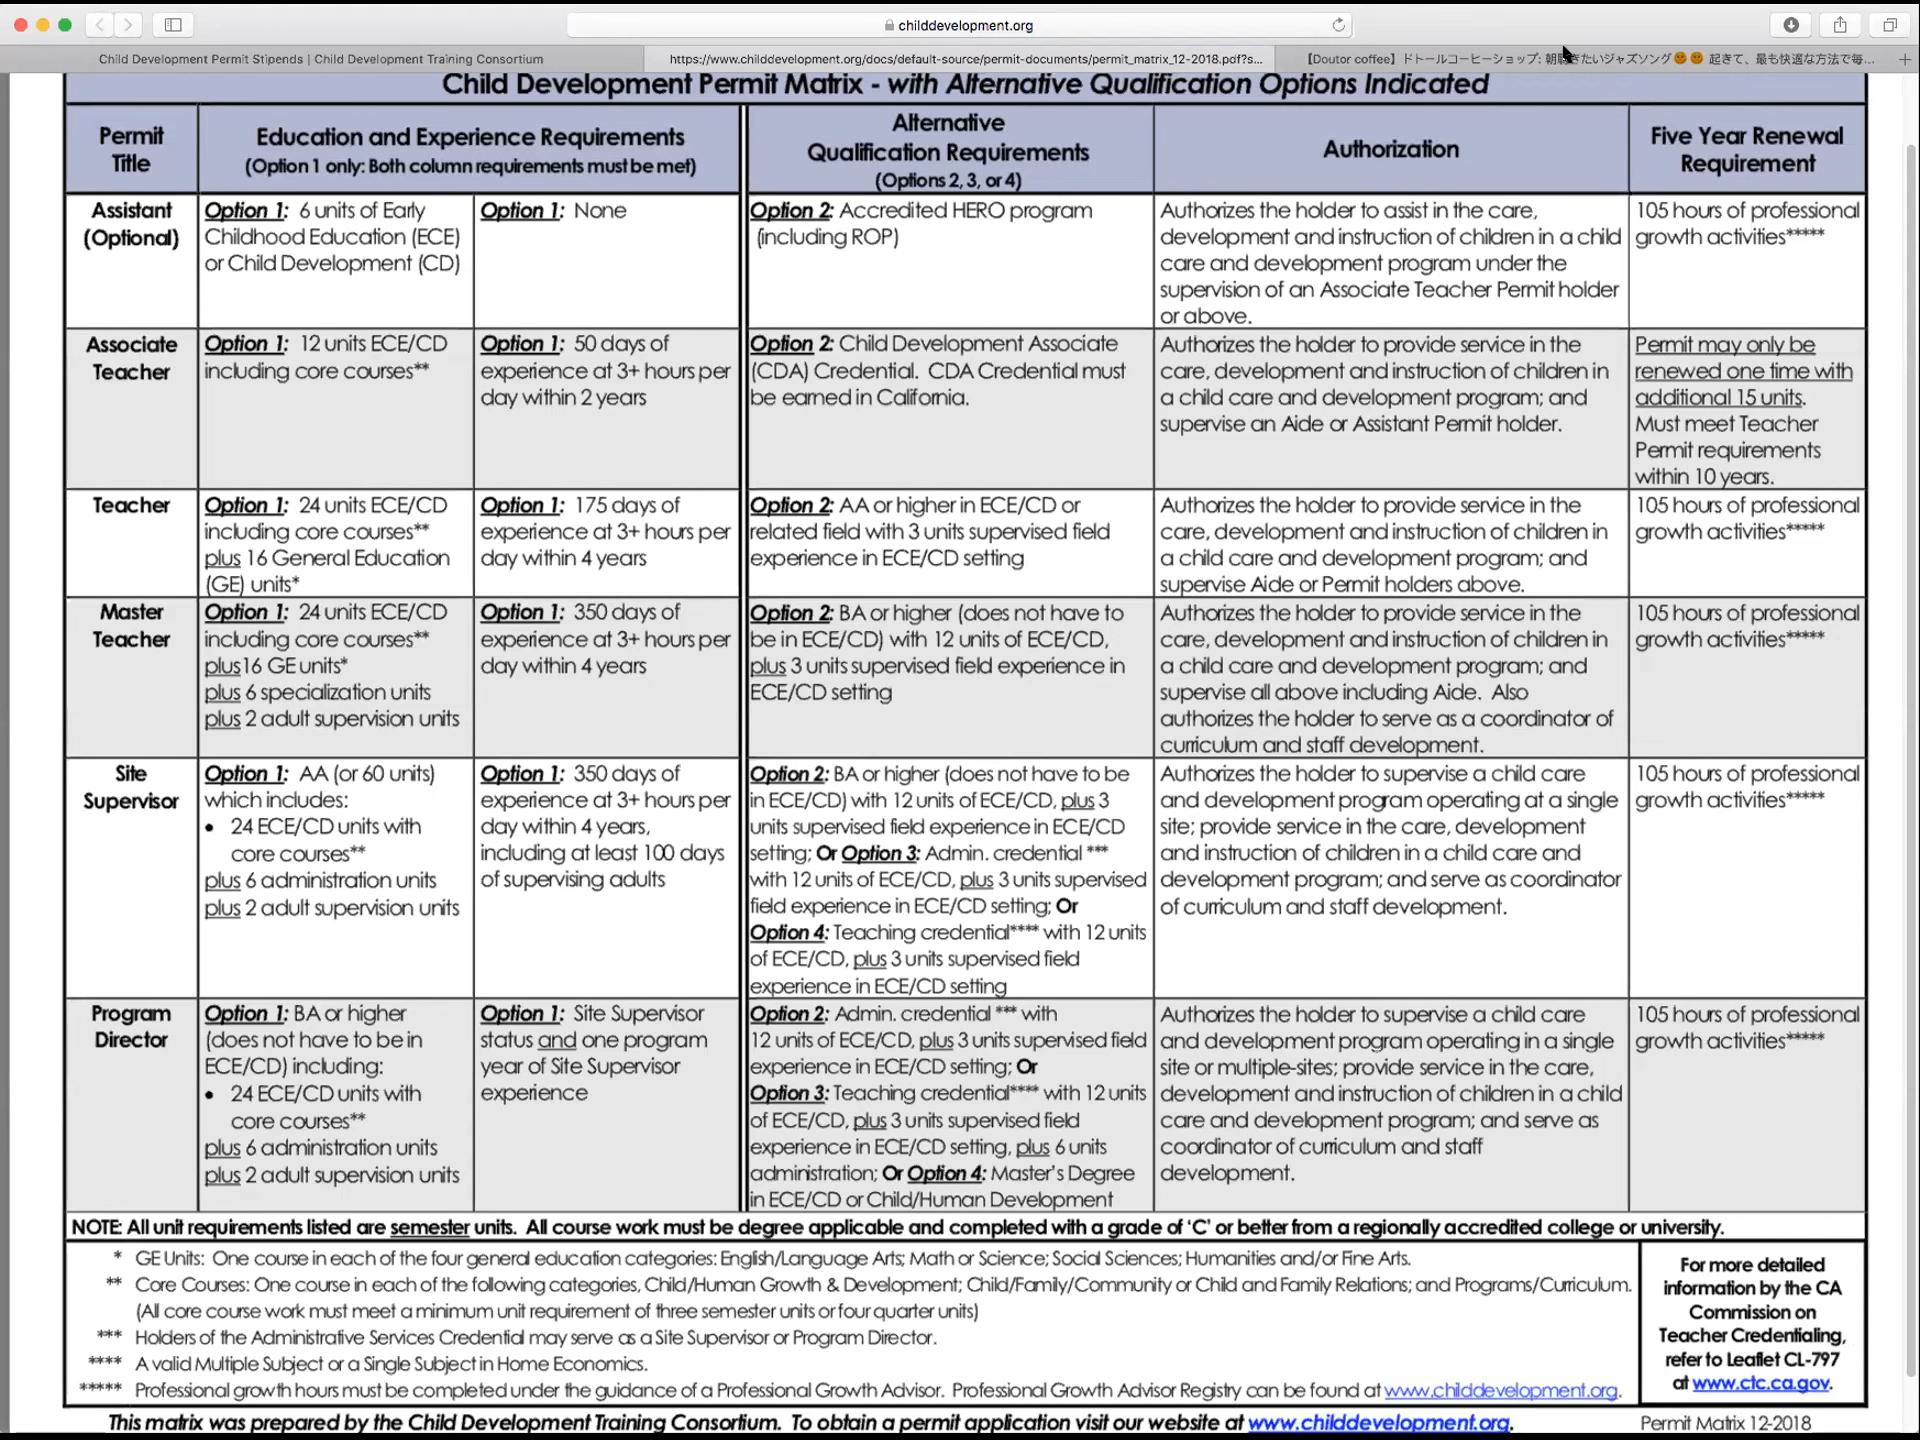 childdevelopment.org
Child Development Permit Stipends | Child Development Training Consortium
https://www.childdevelopment.org/docs/default-source/permit-documents/permit_matrix_12-2018.pdf?s...
【Doutor coffee】ドトールコーヒーショップ: 朝聴きたいジャズソング🙂🙂 起きて、最も快適な方法で毎...
Child Development Permit Matrix - with Alternative Qualification Options Indicated
Permit
Title
Education and Experience Requirements
(Option 1 only: Both column requirements must be met)
Alternative
Qualification Requirements
(Options 2, 3, or 4)
Authorization
Five Year Renewal
Requirement
Assistant
(Optional)
Option 1: 6 units of Early
Childhood Education (ECE)
or Child Development (CD)
Option 1: None
Option 2: Accredited HERO program
(including ROP)
Authorizes the holder to assist in the care,
development and instruction of children in a child
care and development program under the
supervision of an Associate Teacher Permit holder
or above.
105 hours of professional
growth activities*****
Associate
Teacher
Option 1: 12 units ECE/CD
including core courses**
Option 1: 50 days of
experience at 3+ hours per
day within 2 years
Option 2: Child Development Associate
(CDA) Credential. CDA Credential must
be earned in California.
Authorizes the holder to provide service in the
care, development and instruction of children in
a child care and development program; and
supervise an Aide or Assistant Permit holder.
Permit may only be
renewed one time with
additional 15 units.
Must meet Teacher
Permit requirements
within 10 years.
Teacher
Option 1: 24 units ECE/CD
including core courses**
plus 16 General Education
(GE) units*
Option 1: 175 days of
experience at 3+ hours per
day within 4 years
Option 2: AA or higher in ECE/CD or
related field with 3 units supervised field
experience in ECE/CD setting
Authorizes the holder to provide service in the
care, development and instruction of children in
a child care and development program; and
supervise Aide or Permit holders above.
105 hours of professional
growth activities*****
Master
Teacher
Option 1: 24 units ECE/CD
including core courses**
plus16 GE units*
plus 6 specialization units
plus 2 adult supervision units
Option 1: 350 days of
experience at 3+ hours per
day within 4 years
Option 2: BA or higher (does not have to
be in ECE/CD) with 12 units of ECE/CD,
plus 3 units supervised field experience in
ECE/CD setting
Authorizes the holder to provide service in the
care, development and instruction of children in
a child care and development program; and
supervise all above including Aide. Also
authorizes the holder to serve as a coordinator of
curriculum and staff development.
105 hours of professional
growth activities*****
Site
Supervisor
Option 1: AA (or 60 units)
which includes:
• 24 ECE/CD units with
core courses**
plus 6 administration units
plus 2 adult supervision units
Option 1: 350 days of
experience at 3+ hours per
day within 4 years,
including at least 100 days
of supervising adults
Option 2: BA or higher (does not have to be
in ECE/CD) with 12 units of ECE/CD, plus 3
units supervised field experience in ECE/CD
setting; Or Option 3: Admin. credential ***
with 12 units of ECE/CD, plus 3 units supervised
field experience in ECE/CD setting; Or
Option 4: Teaching credential**** with 12 units
of ECE/CD, plus 3 units supervised field
experience in ECE/CD setting
Authorizes the holder to supervise a child care
and development program operating at a single
site; provide service in the care, development
and instruction of children in a child care and
development program; and serve as coordinator
of curriculum and staff development.
105 hours of professional
growth activities*****
Program
Director
Option 1: BA or higher
(does not have to be in
ECE/CD) including:
• 24 ECE/CD units with
core courses**
plus 6 administration units
plus 2 adult supervision units
Option 1: Site Supervisor
status and one program
year of Site Supervisor
experience
Option 2: Admin. credential *** with
12 units of ECE/CD, plus 3 units supervised field
experience in ECE/CD setting; Or
Option 3: Teaching credential**** with 12 units
of ECE/CD, plus 3 units supervised field
experience in ECE/CD setting, plus 6 units
administration; Or Option 4: Master's Degree
in ECE/CD or Child/Human Development
Authorizes the holder to supervise a child care
and development program operating in a single
site or multiple-sites; provide service in the care,
development and instruction of children in a child
care and development program; and serve as
coordinator of curriculum and staff
development.
105 hours of professional
growth activities*****
NOTE: All unit requirements listed are semester units. All course work must be degree applicable and completed with a grade of 'C' or better from a regionally accredited college or university.
* GE Units: One course in each of the four general education categories: English/Language Arts; Math or Science; Social Sciences; Humanities and/or Fine Arts.
** Core Courses: One course in each of the following categories, Child/Human Growth & Development; Child/Family/Community or Child and Family Relations; and Programs/Curriculum.
(All core course work must meet a minimum unit requirement of three semester units or four quarter units)
*** Holders of the Administrative Services Credential may serve as a Site Supervisor or Program Director.
**** A valid Multiple Subject or a Single Subject in Home Economics.
***** Professional growth hours must be completed under the guidance of a Professional Growth Advisor. Professional Growth Advisor Registry can be found at www.childdevelopment.org.
For more detailed
information by the CA
Commission on
Teacher Credentialing,
refer to Leaflet CL-797
at www.ctc.ca.gov.
This matrix was prepared by the Child Development Training Consortium. To obtain a permit application visit our website at www.childdevelopment.org.
Permit Matrix 12-2018